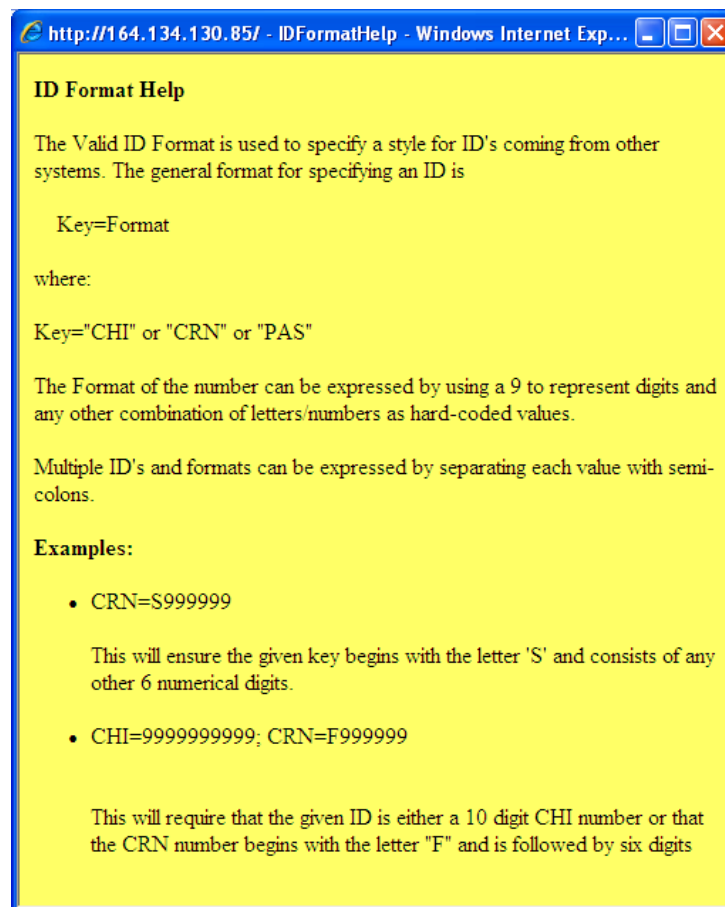 http://164.134.130.85/ - IDFormatHelp - Windows Internet Exp...
ID Format Help
The Valid ID Format is used to specify a style for ID's coming from other
systems. The general format for specifying an ID is
Key=Format
where:
Key="CHI" or "CRN" or "PAS"
The Format of the number can be expressed by using a 9 to represent digits and
any other combination of letters/numbers as hard-coded values.
Multiple ID's and formats can be expressed by separating each value with semi-
colons.
Examples:
• CRN=S999999
This will ensure the given key begins with the letter 'S' and consists of any
other 6 numerical digits.
• CHI=9999999999; CRN=F999999
This will require that the given ID is either a 10 digit CHI number or that
the CRN number begins with the letter "F" and is followed by six digits